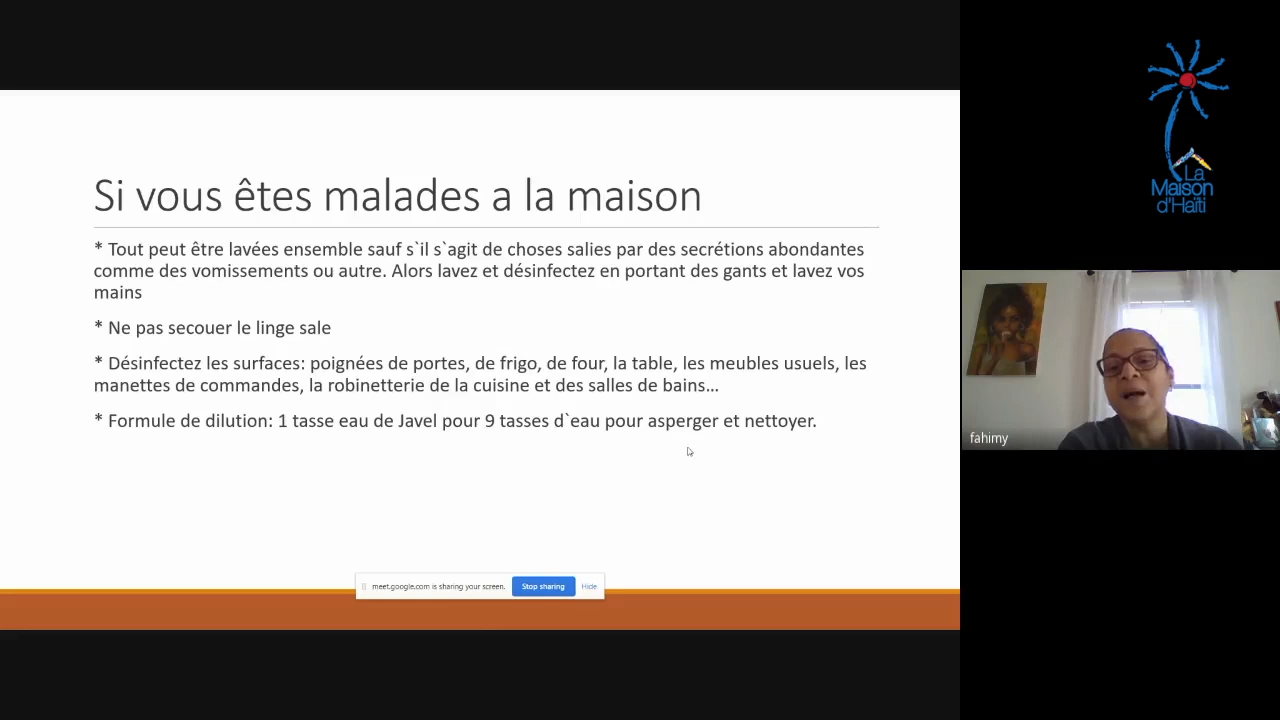 Si vous êtes malades a la maison
* Tout peut être lavées ensemble sauf s`il s`agit de choses salies par des secrétions abondantes
comme des vomissements ou autre. Alors lavez et désinfectez en portant des gants et lavez vos
mains
* Ne pas secouer le linge sale
* Désinfectez les surfaces: poignées de portes, de frigo, de four, la table, les meubles usuels, les
manettes de commandes, la robinetterie de la cuisine et des salles de bains...
* Formule de dilution: 1 tasse eau de Javel pour 9 tasses d`eau pour asperger et nettoyer.
meet.google.com is sharing your screen. Stop sharing Hide
La
Maison
d'Haïti
fahimy